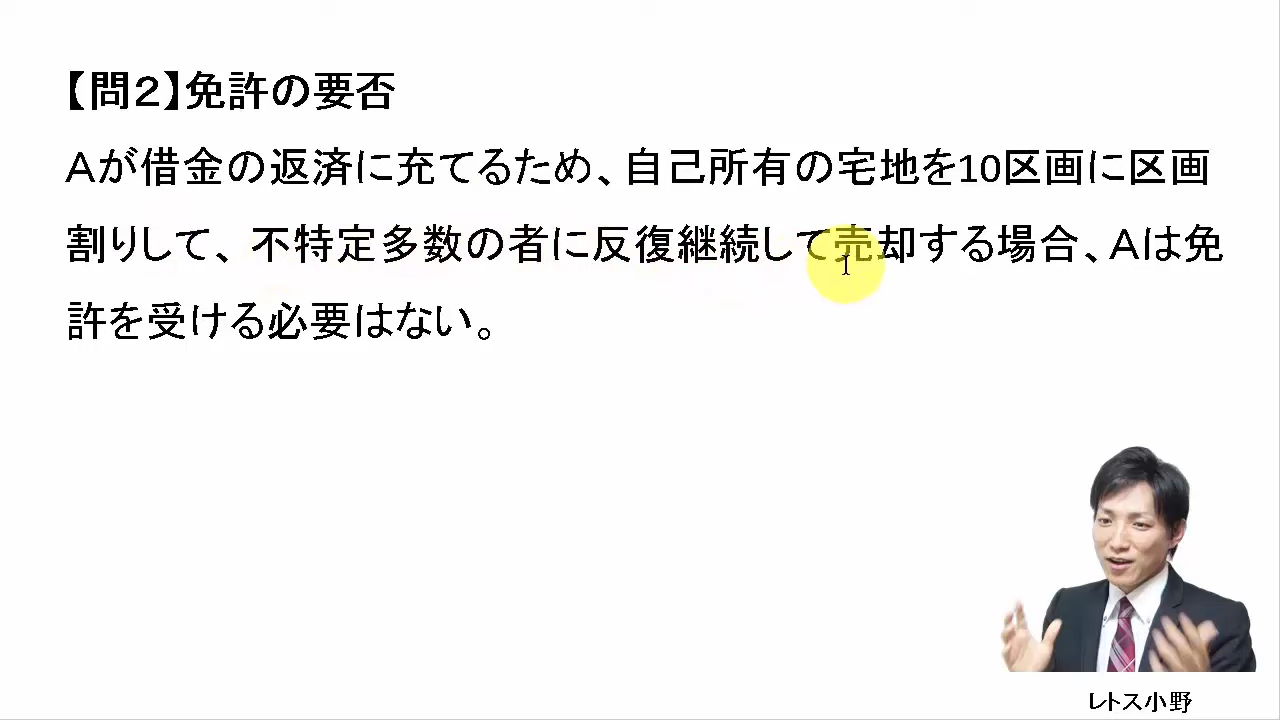 【問２】免許の要否
Ａが借金の返済に充てるため、自己所有の宅地を10区画に区画
割りして、不特定多数の者に反復継続して売却する場合、Ａは免
許を受ける必要はない。
レトス小野